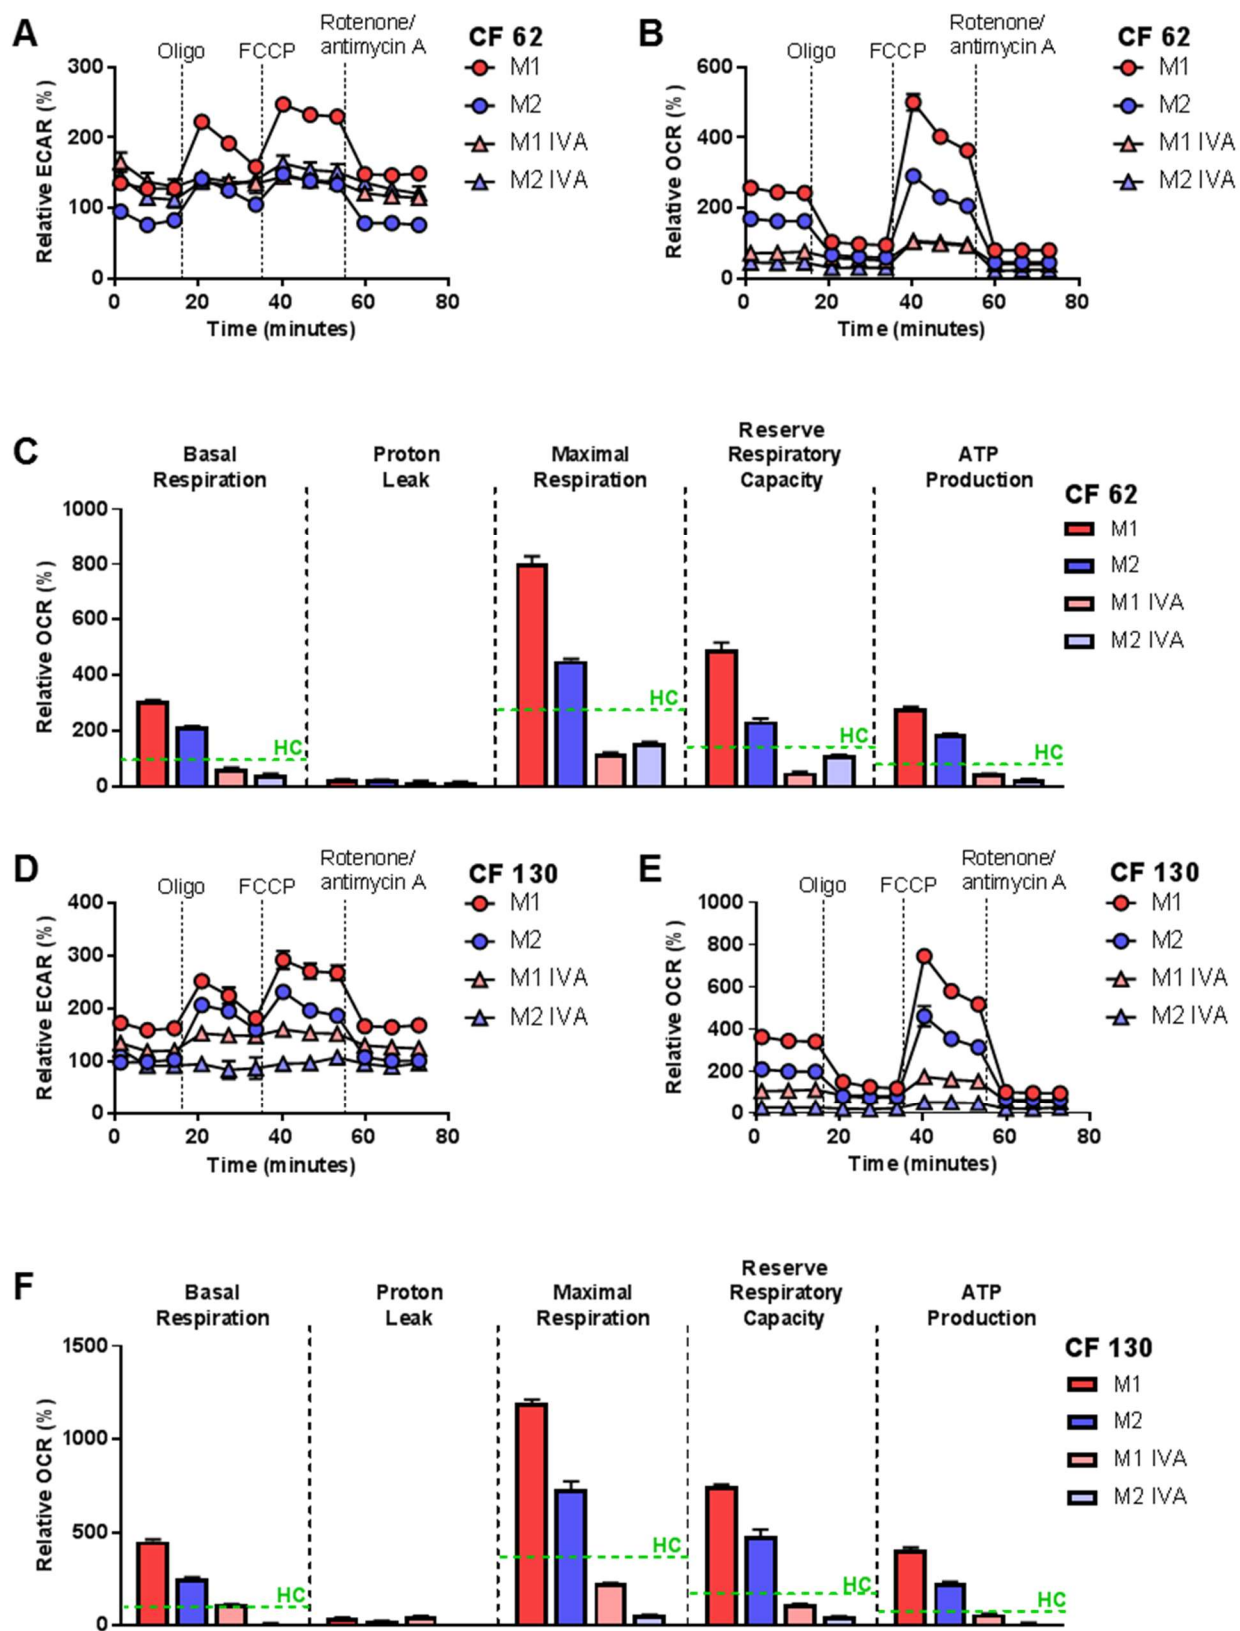 A
Oligo
FCCP
Rotenone/
antimycin A
CF 62
M1
M2
M1 IVA
M2 IVA
Relative ECAR (%)
300
200
100
0
0 20 40 60 80
Time (minutes)
B
Oligo
FCCP
Rotenone/
antimycin A
CF 62
M1
M2
M1 IVA
M2 IVA
Relative OCR (%)
600
400
200
0
0 20 40 60 80
Time (minutes)
C
Basal
Respiration
Proton
Leak
Maximal
Respiration
Reserve
Respiratory
Capacity
ATP
Production
CF 62
M1
M2
M1 IVA
M2 IVA
Relative OCR (%)
1000
800
600
400
200
0
HC
HC
HC
HC
D
Oligo
FCCP
Rotenone/
antimycin A
CF 130
M1
M2
M1 IVA
M2 IVA
Relative ECAR (%)
400
300
200
100
0
0 20 40 60 80
Time (minutes)
E
Oligo
FCCP
Rotenone/
antimycin A
CF 130
M1
M2
M1 IVA
M2 IVA
Relative OCR (%)
1000
800
600
400
200
0
0 20 40 60 80
Time (minutes)
F
Basal
Respiration
Proton
Leak
Maximal
Respiration
Reserve
Respiratory
Capacity
ATP
Production
CF 130
M1
M2
M1 IVA
M2 IVA
Relative OCR (%)
1500
1000
500
0
HC
HC
HC
HC